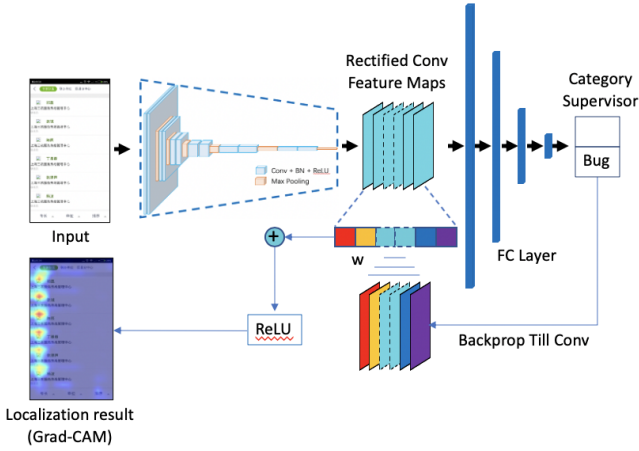 Rectified Conv
Feature Maps
Category
Supervisor
Conv + BN + ReLU
Max Pooling
Bug
Input
+
w
FC Layer
ReLU
Backprop Till Conv
Localization result
(Grad-CAM)